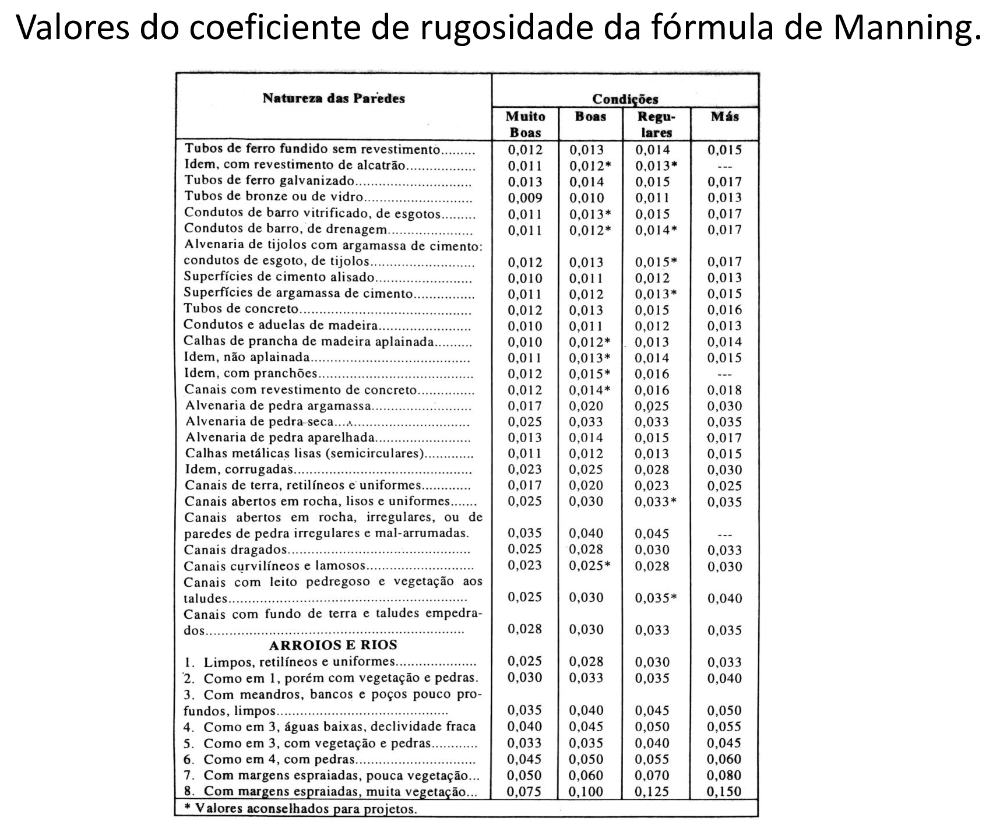 Valores do coeficiente de rugosidade da fórmula de Manning.
Natureza das Paredes Condições
Muito Boas Boas Regu- lares Más
Tubos de ferro fundido sem revestimento......... 0,012 0,013 0,014 0,015
Idem, com revestimento de alcatrão.................. 0,011 0,012* 0,013* ---
Tubos de ferro galvanizado.............................. 0,013 0,014 0,015 0,017
Tubos de bronze ou de vidro............................ 0,009 0,010 0,011 0,013
Condutos de barro vitrificado, de esgotos......... 0,011 0,013* 0,015 0,017
Condutos de barro, de drenagem...................... 0,011 0,012* 0,014* 0,017
Alvenaria de tijolos com argamassa de cimento:
condutos de esgoto, de tijolos........................... 0,012 0,013 0,015* 0,017
Superfícies de cimento alisado......................... 0,010 0,011 0,012 0,013
Superfícies de argamassa de cimento................ 0,011 0,012 0,013* 0,015
Tubos de concreto............................................ 0,012 0,013 0,015 0,016
Condutos e aduelas de madeira........................ 0,010 0,011 0,012 0,013
Calhas de prancha de madeira aplainada.......... 0,010 0,012* 0,013 0,014
Idem, não aplainada......................................... 0,011 0,013* 0,014 0,015
Idem, com pranchões........................................ 0,012 0,015* 0,016 ---
Canais com revestimento de concreto............... 0,012 0,014* 0,016 0,018
Alvenaria de pedra argamassa.......................... 0,017 0,020 0,025 0,030
Alvenaria de pedra seca................................... 0,025 0,033 0,033 0,035
Alvenaria de pedra aparelhada......................... 0,013 0,014 0,015 0,017
Calhas metálicas lisas (semicirculares)............. 0,011 0,012 0,013 0,015
Idem, corrugadas.............................................. 0,023 0,025 0,028 0,030
Canais de terra, retilíneos e uniformes............. 0,017 0,020 0,023 0,025
Canais abertos em rocha, lisos e uniformes....... 0,025 0,030 0,033* 0,035
Canais abertos em rocha, irregulares, ou de
paredes de pedra irregulares e mal-arrumadas. 0,035 0,040 0,045 ---
Canais dragados............................................... 0,025 0,028 0,030 0,033
Canais curvilíneos e lamosos............................ 0,023 0,025* 0,028 0,030
Canais com leito pedregoso e vegetação aos
taludes............................................................. 0,025 0,030 0,035* 0,040
Canais com fundo de terra e taludes empedra-
dos.................................................................. 0,028 0,030 0,033 0,035
ARROIOS E RIOS
1. Limpos, retilíneos e uniformes..................... 0,025 0,028 0,030 0,033
2. Como em 1, porém com vegetação e pedras. 0,030 0,033 0,035 0,040
3. Com meandros, bancos e poços pouco pro-
fundos, limpos............................................ 0,035 0,040 0,045 0,050
4. Como em 3, águas baixas, declividade fraca 0,040 0,045 0,050 0,055
5. Como em 3, com vegetação e pedras............ 0,033 0,035 0,040 0,045
6. Como em 4, com pedras............................... 0,045 0,050 0,055 0,060
7. Com margens espraiadas, pouca vegetação... 0,050 0,060 0,070 0,080
8. Com margens espraiadas, muita vegetação... 0,075 0,100 0,125 0,150
* Valores aconselhados para projetos.